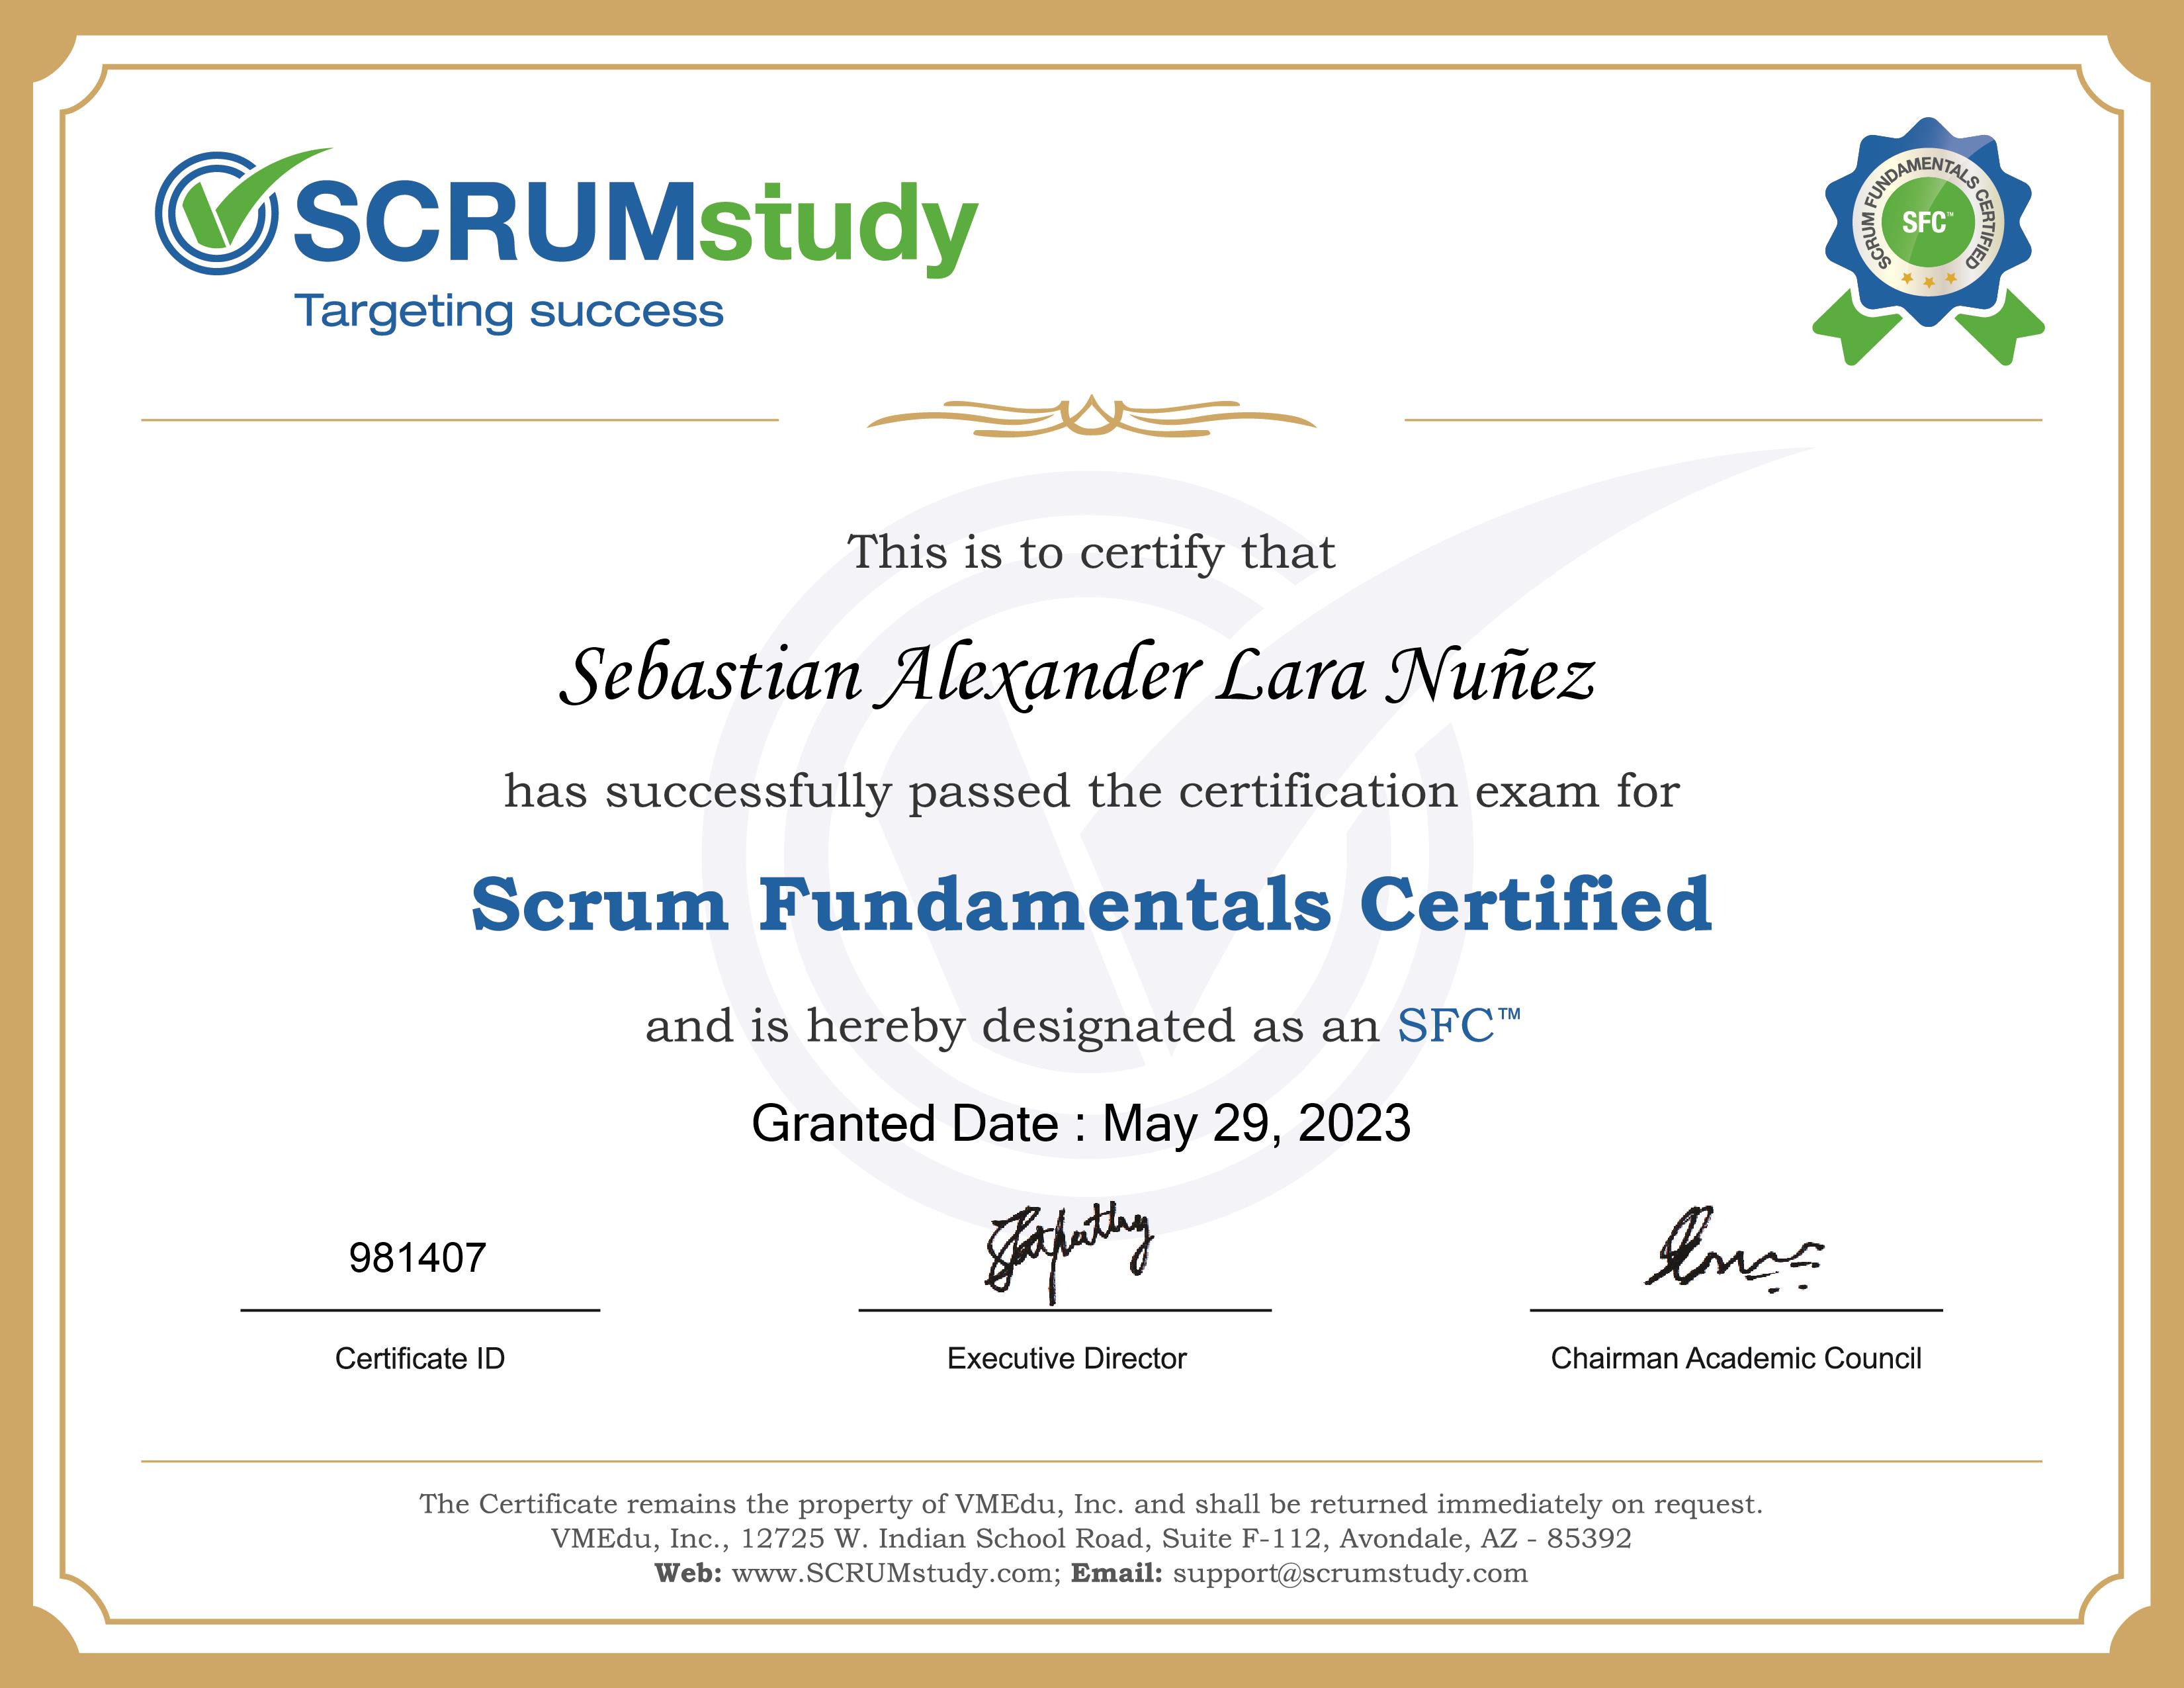 SCRUMstudy
Targeting success
SCRUM FUNDAMENTALS CERTIFIED
SFC™
This is to certify that
Sebastian Alexander Lara Nuñez
has successfully passed the certification exam for
Scrum Fundamentals Certified
and is hereby designated as an SFC™
Granted Date : May 29, 2023
981407
Certificate ID
Executive Director
Chairman Academic Council
The Certificate remains the property of VMEdu, Inc. and shall be returned immediately on request.
VMEdu, Inc., 12725 W. Indian School Road, Suite F-112, Avondale, AZ - 85392
Web: www.SCRUMstudy.com; Email: support@scrumstudy.com